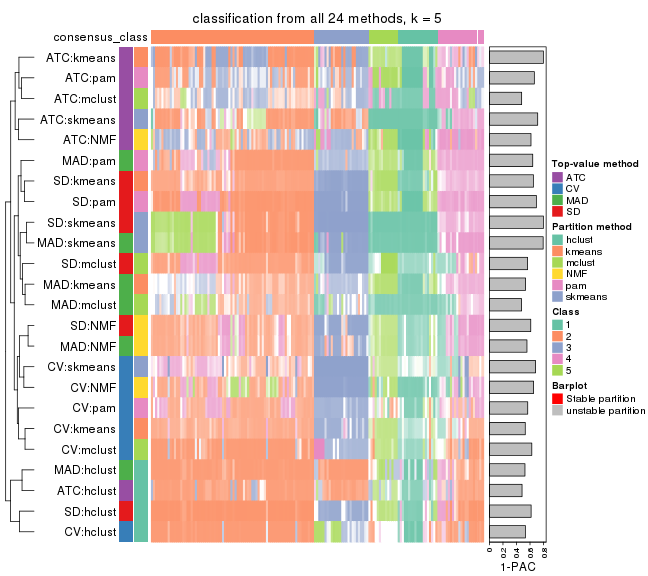 classification from all 24 methods, k = 5
consensus_class
ATC:kmeans
ATC:pam
ATC:mclust
ATC:skmeans
ATC:NMF
MAD:pam
SD:kmeans
SD:pam
SD:skmeans
MAD:skmeans
SD:mclust
MAD:kmeans
MAD:mclust
SD:NMF
MAD:NMF
CV:skmeans
CV:NMF
CV:pam
CV:kmeans
CV:mclust
MAD:hclust
ATC:hclust
SD:hclust
CV:hclust
0 0.2 0.4 0.6 0.8
1-PAC
Top-value method
ATC
CV
MAD
SD
Partition method
hclust
kmeans
mclust
NMF
pam
skmeans
Class
1
2
3
4
5
Barplot
Stable partition
unstable partition